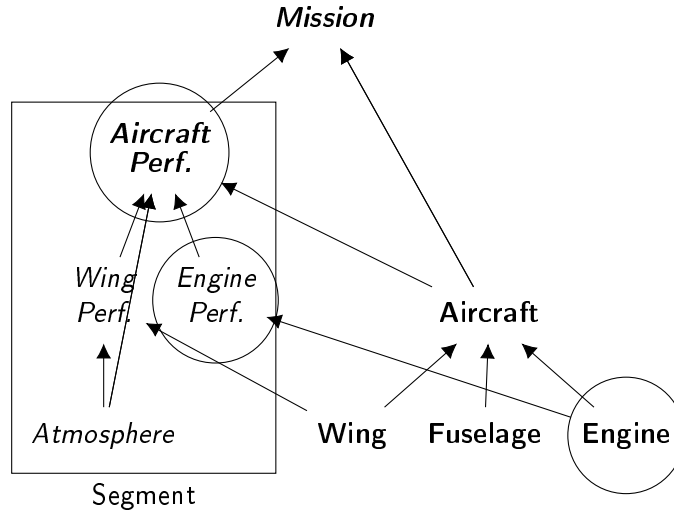 Mission
Aircraft
Perf.
Wing
Perf.
Engine
Perf.
Aircraft
Atmosphere
Wing
Fuselage
Engine
Segment